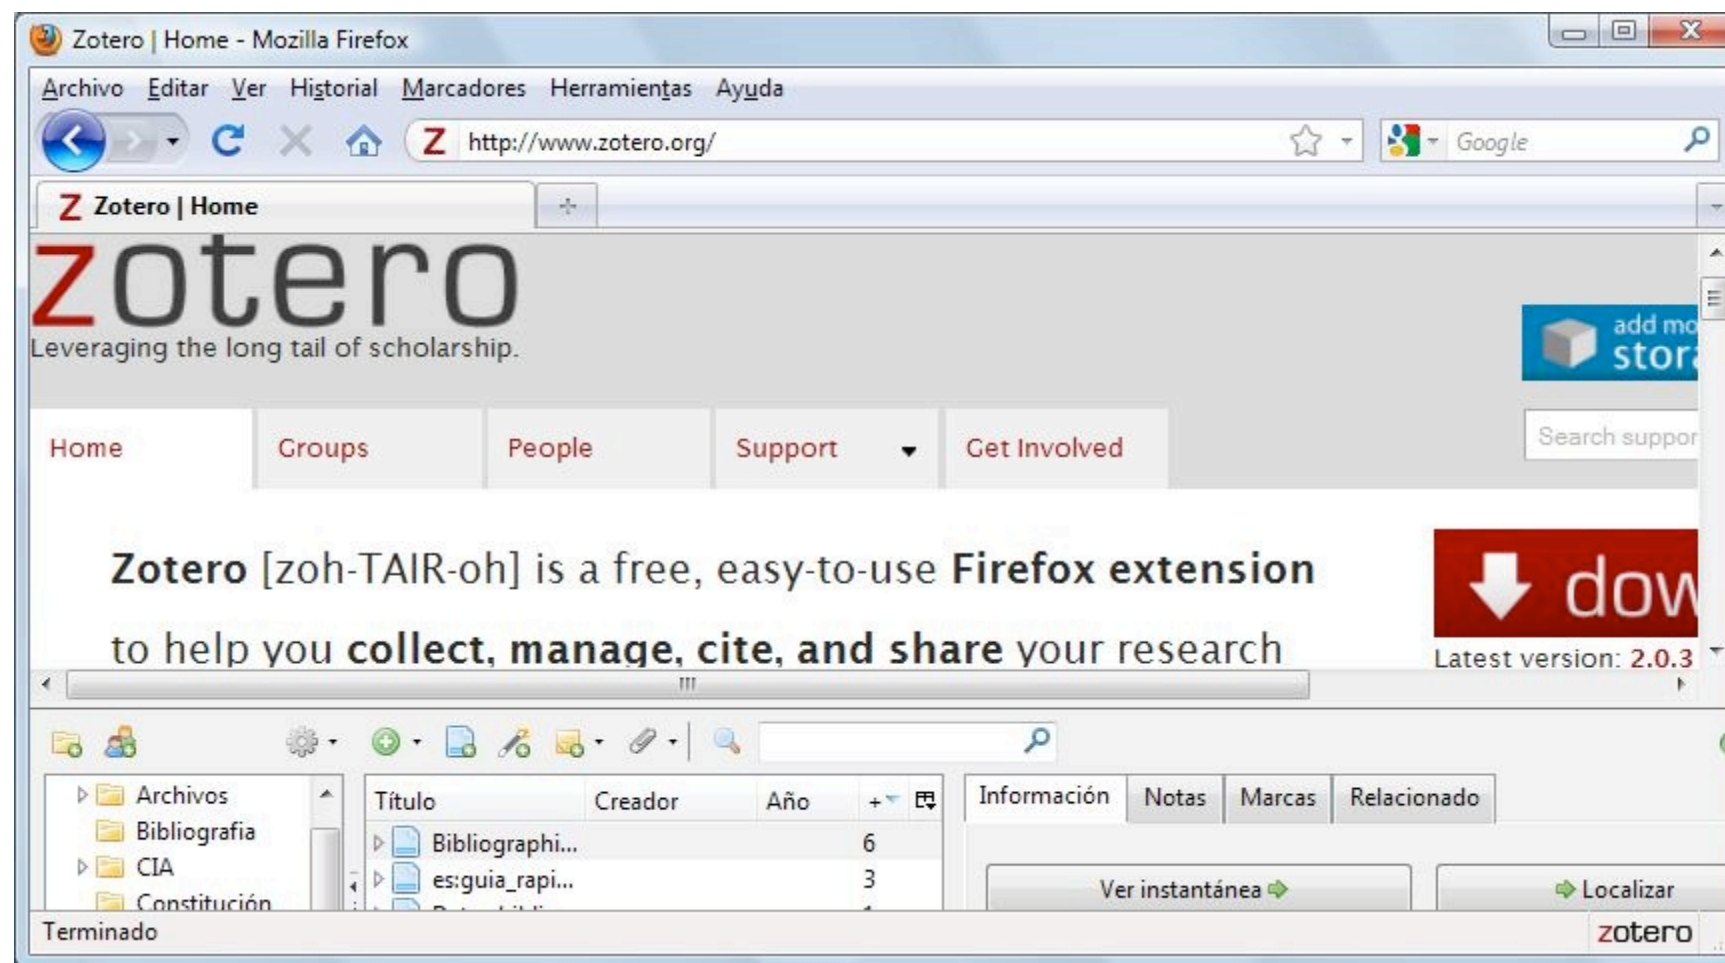 Zotero | Home - Mozilla Firefox
Archivo Editar Ver Historial Marcadores Herramientas Ayuda
http://www.zotero.org/ Google
Zotero | Home
zotero
Leveraging the long tail of scholarship.
add
stor
Home Groups People Support Get Involved
Search suppor
Zotero [zoh-TAIR-oh] is a free, easy-to-use Firefox extension
to help you collect, manage, cite, and share your research
Latest version: 2.0.3
Archivos
Bibliografia
CIA
Constitución
Título Creador Año +
Bibliographi... 6
es:guia_rapi... 3
Información Notas Marcas Relacionado
Ver instantánea Localizar
Terminado zotero